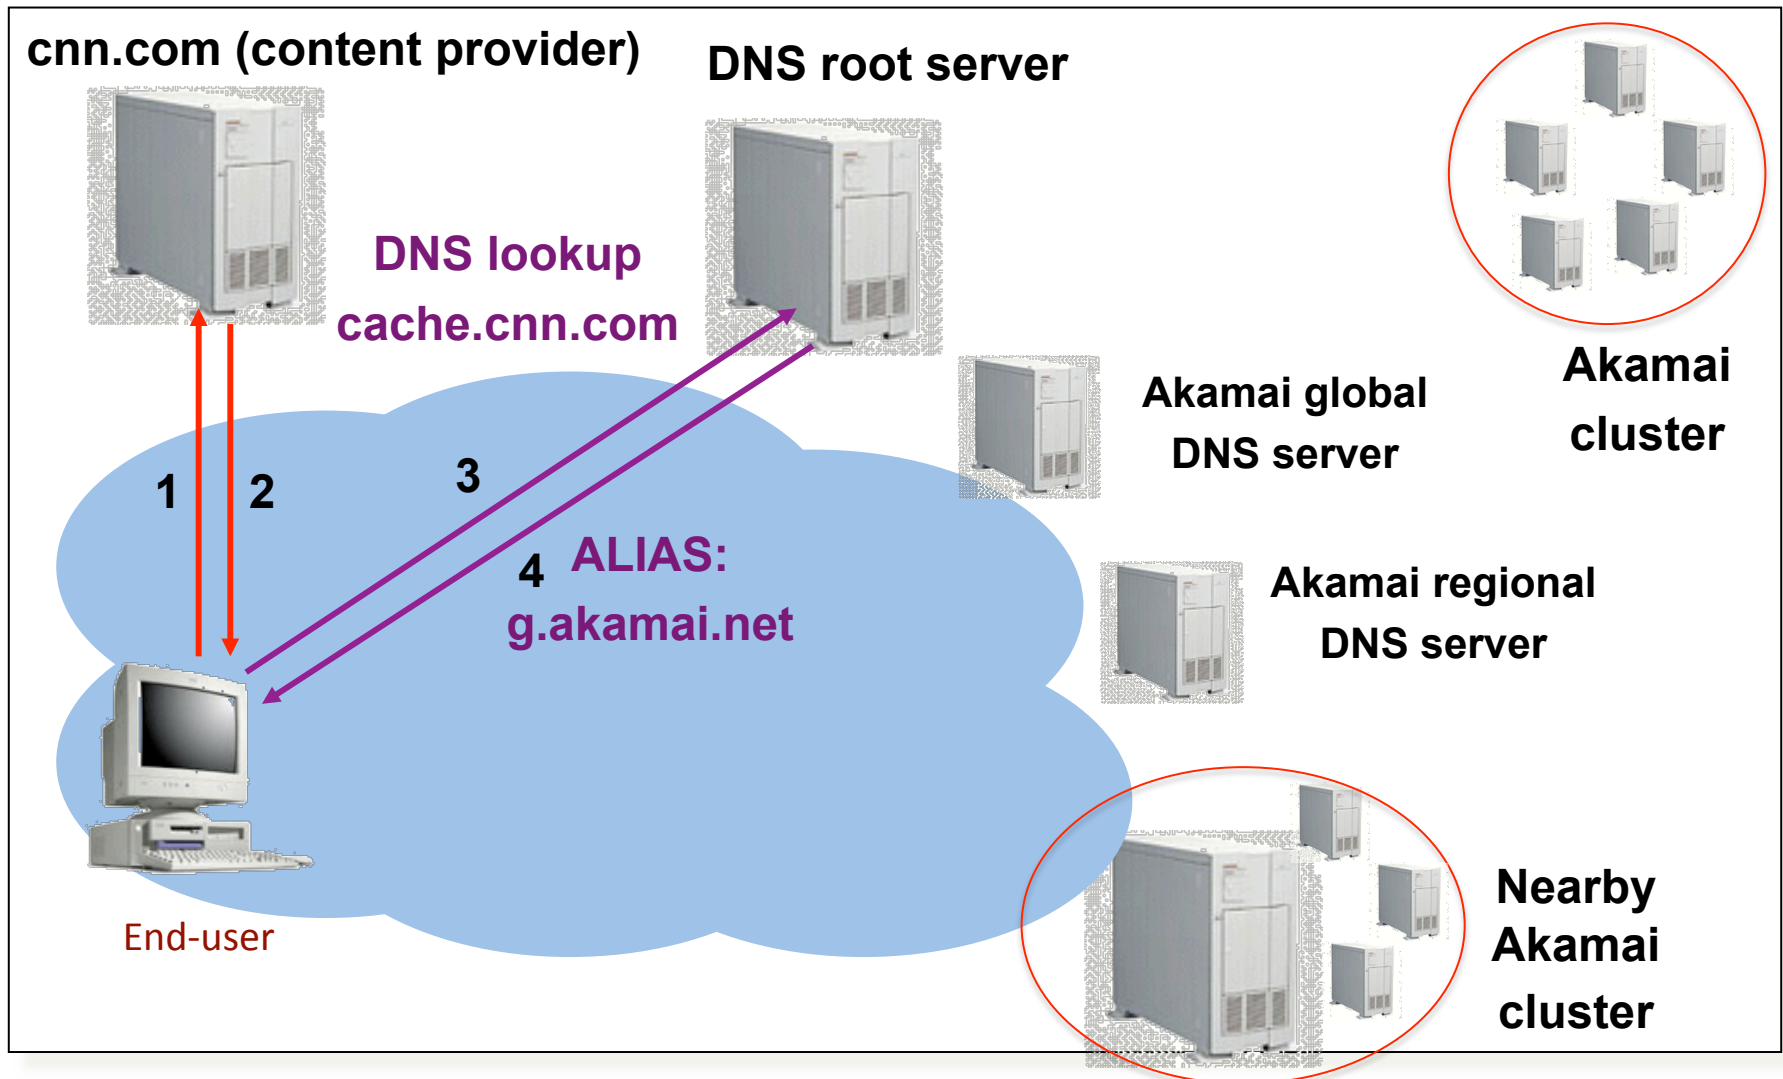 cnn.com (content provider)
DNS root server
DNS lookup
cache.cnn.com
Akamai
cluster
Akamai global
DNS server
1
2
3
4
ALIAS:
g.akamai.net
Akamai regional
DNS server
End-user
Nearby
Akamai
cluster